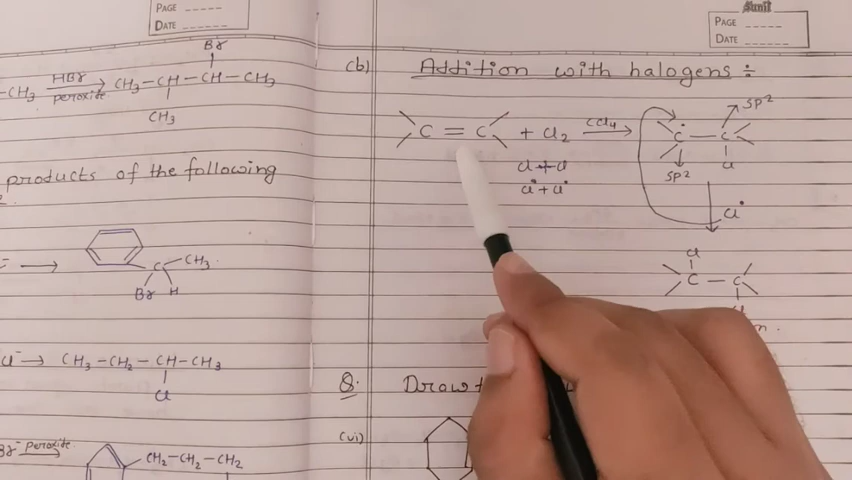 PAGE
DATE
Br
-CH3 HBr CH3-CH-CH-CH3
peroxide
CH3
products of the following
C CH3
Br H
Cl → CH3-CH2-CH-CH3
Cl
Br peroxide
CH2-CH2-CH2
Sunit
PAGE
DATE
(b) Addition with halogens :-
SP2
C = C + Cl2 CCl4 C - C
Cl + Cl Cl
SP2
Cl• + Cl•
Cl•
Cl
C - C
Cl
n.
Q. Draw t
(vi)